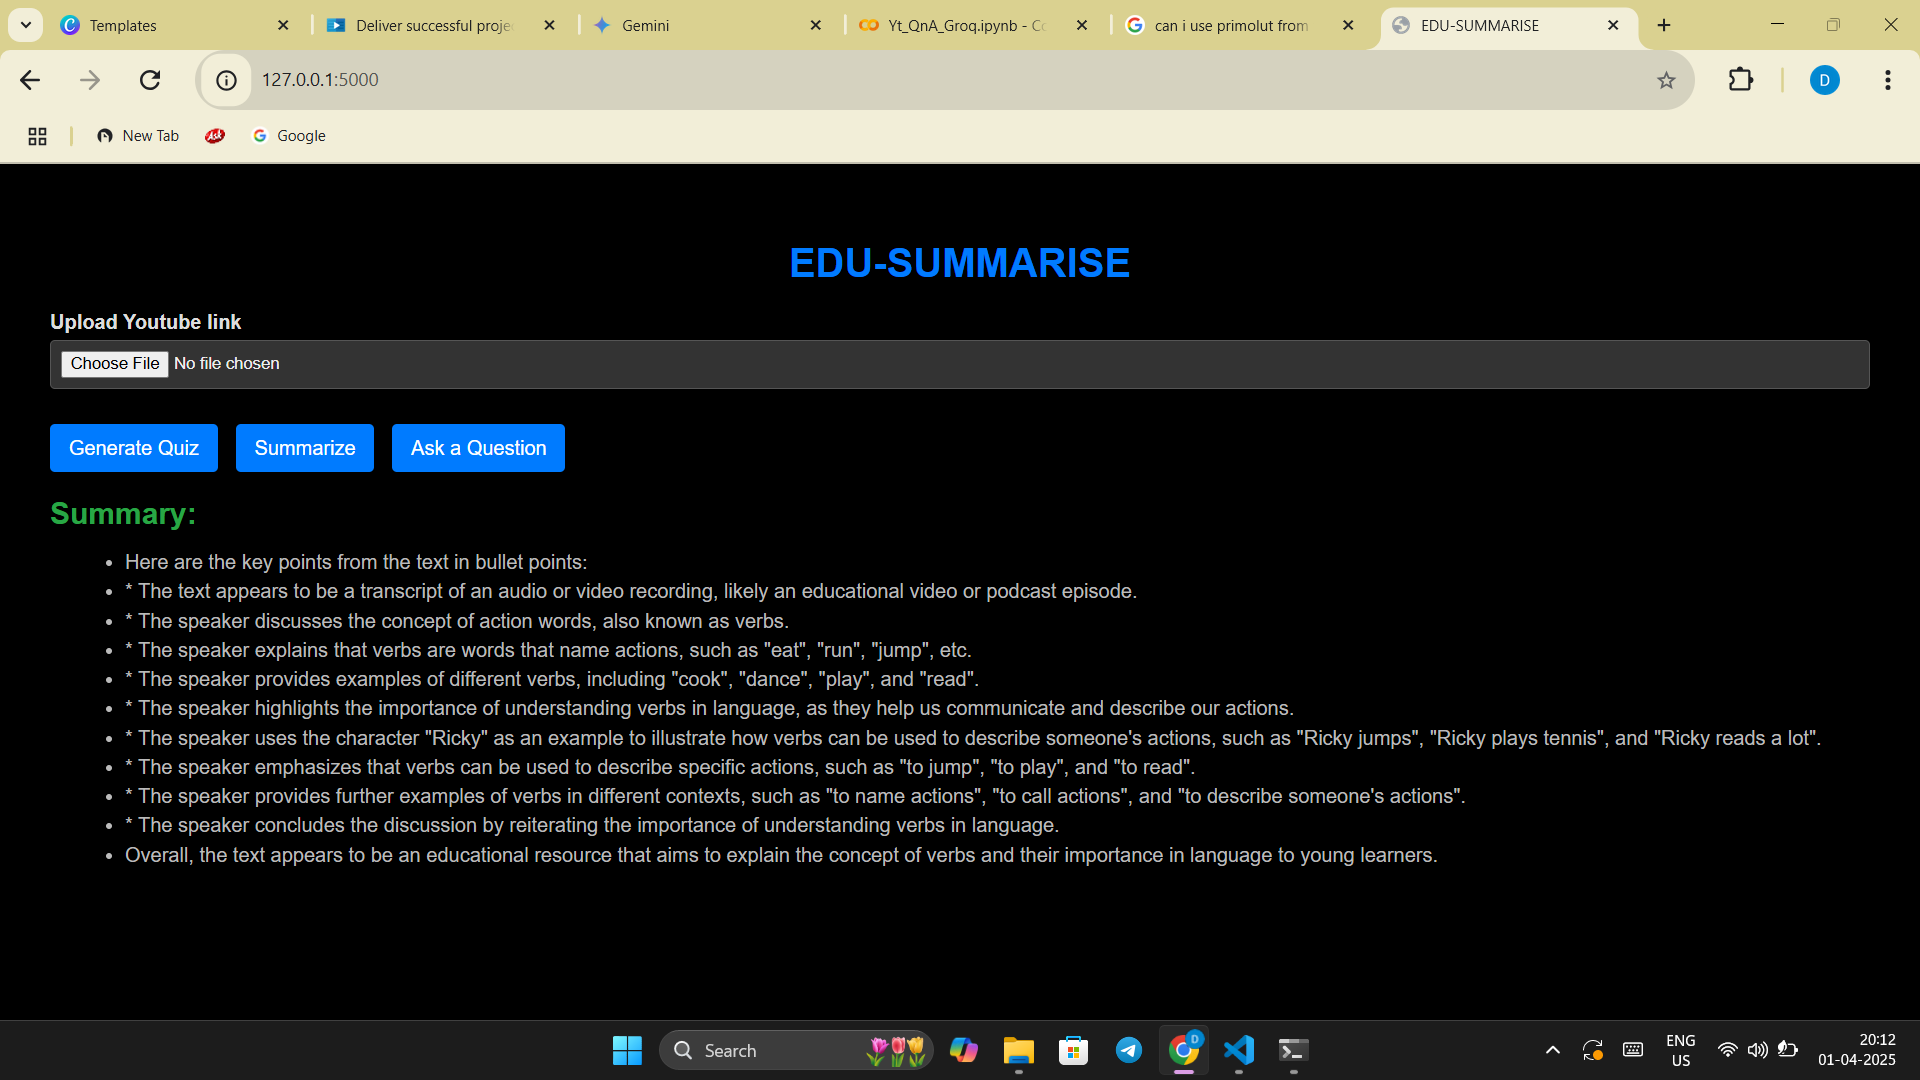 Templates
Deliver successful proje
Gemini
Yt_QnA_Groq.ipynb - Co
can i use primolut from
EDU-SUMMARISE
127.0.0.1:5000
D
New Tab
Ask
Google
EDU-SUMMARISE
Upload Youtube link
Choose File No file chosen
Generate Quiz
Summarize
Ask a Question
Summary:
• Here are the key points from the text in bullet points:
• * The text appears to be a transcript of an audio or video recording, likely an educational video or podcast episode.
• * The speaker discusses the concept of action words, also known as verbs.
• * The speaker explains that verbs are words that name actions, such as "eat", "run", "jump", etc.
• * The speaker provides examples of different verbs, including "cook", "dance", "play", and "read".
• * The speaker highlights the importance of understanding verbs in language, as they help us communicate and describe our actions.
• * The speaker uses the character "Ricky" as an example to illustrate how verbs can be used to describe someone's actions, such as "Ricky jumps", "Ricky plays tennis", and "Ricky reads a lot".
• * The speaker emphasizes that verbs can be used to describe specific actions, such as "to jump", "to play", and "to read".
• * The speaker provides further examples of verbs in different contexts, such as "to name actions", "to call actions", and "to describe someone's actions".
• * The speaker concludes the discussion by reiterating the importance of understanding verbs in language.
• Overall, the text appears to be an educational resource that aims to explain the concept of verbs and their importance in language to young learners.
Search
D
ENG
US
20:12
01-04-2025